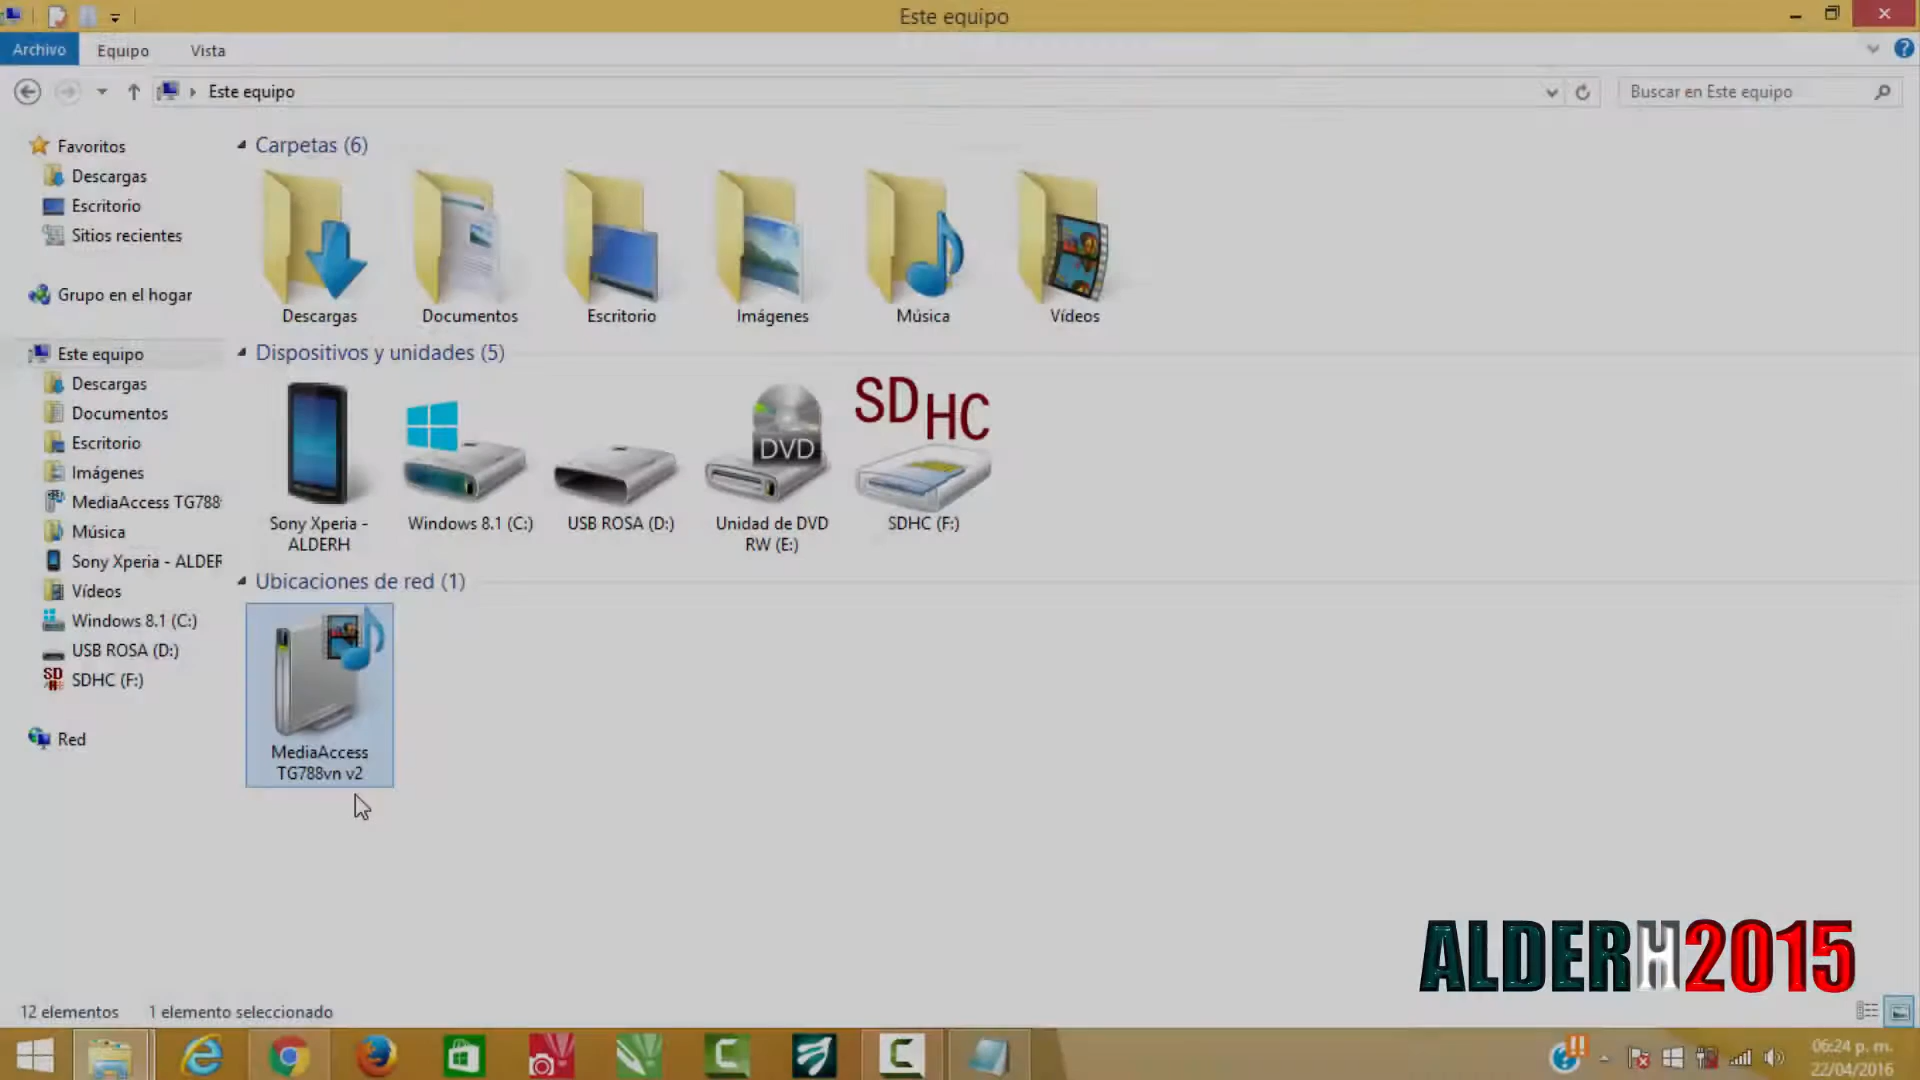 Este equipo
Archivo
Equipo
Vista
Este equipo
Buscar en Este equipo
Favoritos
Descargas
Escritorio
Sitios recientes
Grupo en el hogar
Este equipo
Descargas
Documentos
Escritorio
Imágenes
MediaAccess TG788
Música
Sony Xperia - ALDER
Vídeos
Windows 8.1 (C:)
USB ROSA (D:)
SDHC (F:)
Red
Carpetas (6)
Descargas
Documentos
Escritorio
Imágenes
Música
Vídeos
Dispositivos y unidades (5)
Sony Xperia -
ALDERH
Windows 8.1 (C:)
USB ROSA (D:)
DVD
Unidad de DVD
RW (E:)
SDHC
SDHC (F:)
Ubicaciones de red (1)
MediaAccess
TG788vn v2
ALDERH2015
12 elementos
1 elemento seleccionado
06:24 p. m.
22/04/2016